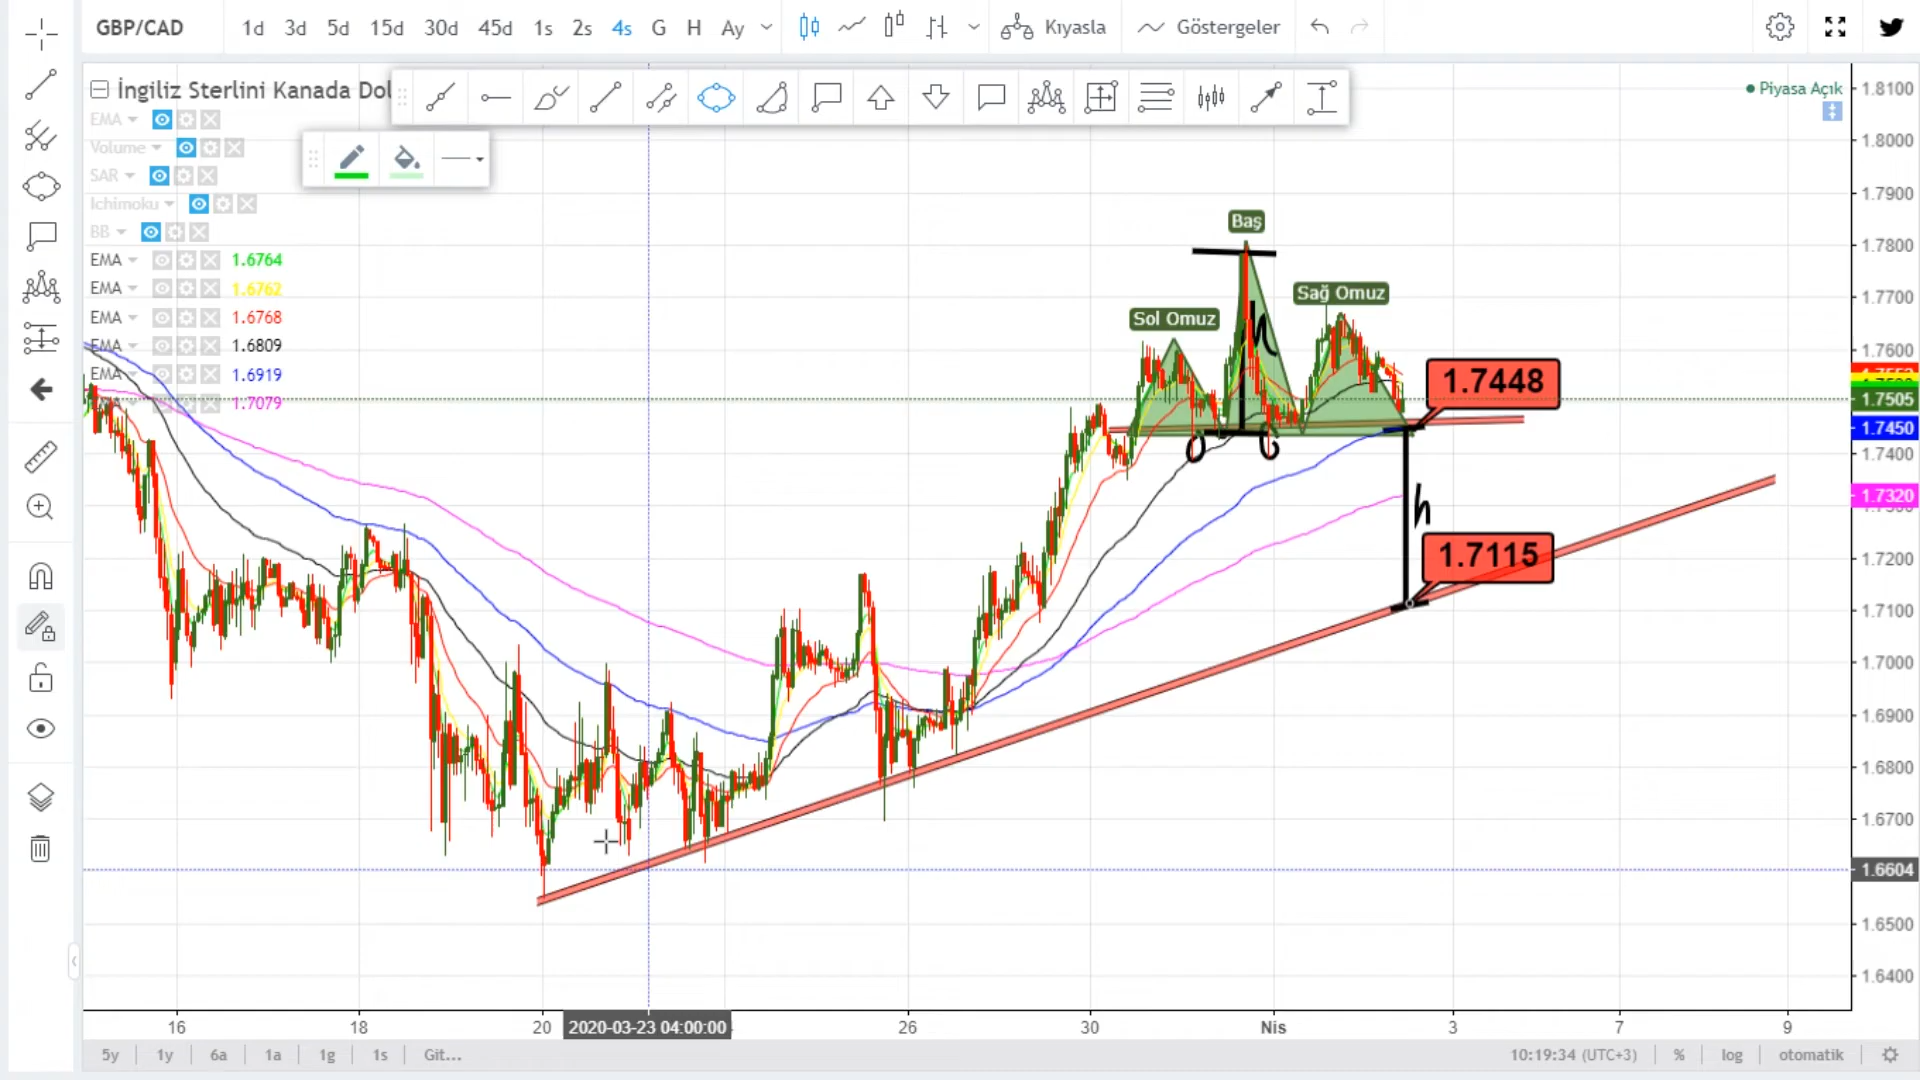 GBP/CAD 1d 3d 5d 15d 30d 45d 1s 2s 4s G H Ay Kıyasla Göstergeler
İngiliz Sterlini Kanada Dol
Piyasa Açık
EMA
Volume
SAR
Ichimoku
BB
EMA 1.6764
EMA 1.6762
EMA 1.6768
EMA 1.6809
EMA 1.6919
1.7079
Baş
Sol Omuz
Sağ Omuz
h
1.7448
h
1.7115
1.8100
1.8000
1.7900
1.7800
1.7700
1.7600
1.7505
1.7450
1.7400
1.7320
1.7200
1.7100
1.7000
1.6900
1.6800
1.6700
1.6604
1.6500
1.6400
16 18 20 2020-03-23 04:00:00 26 30 Nis 3 7 9
5y 1y 6a 1a 1g 1s Git... 10:19:34 (UTC+3) % log otomatik